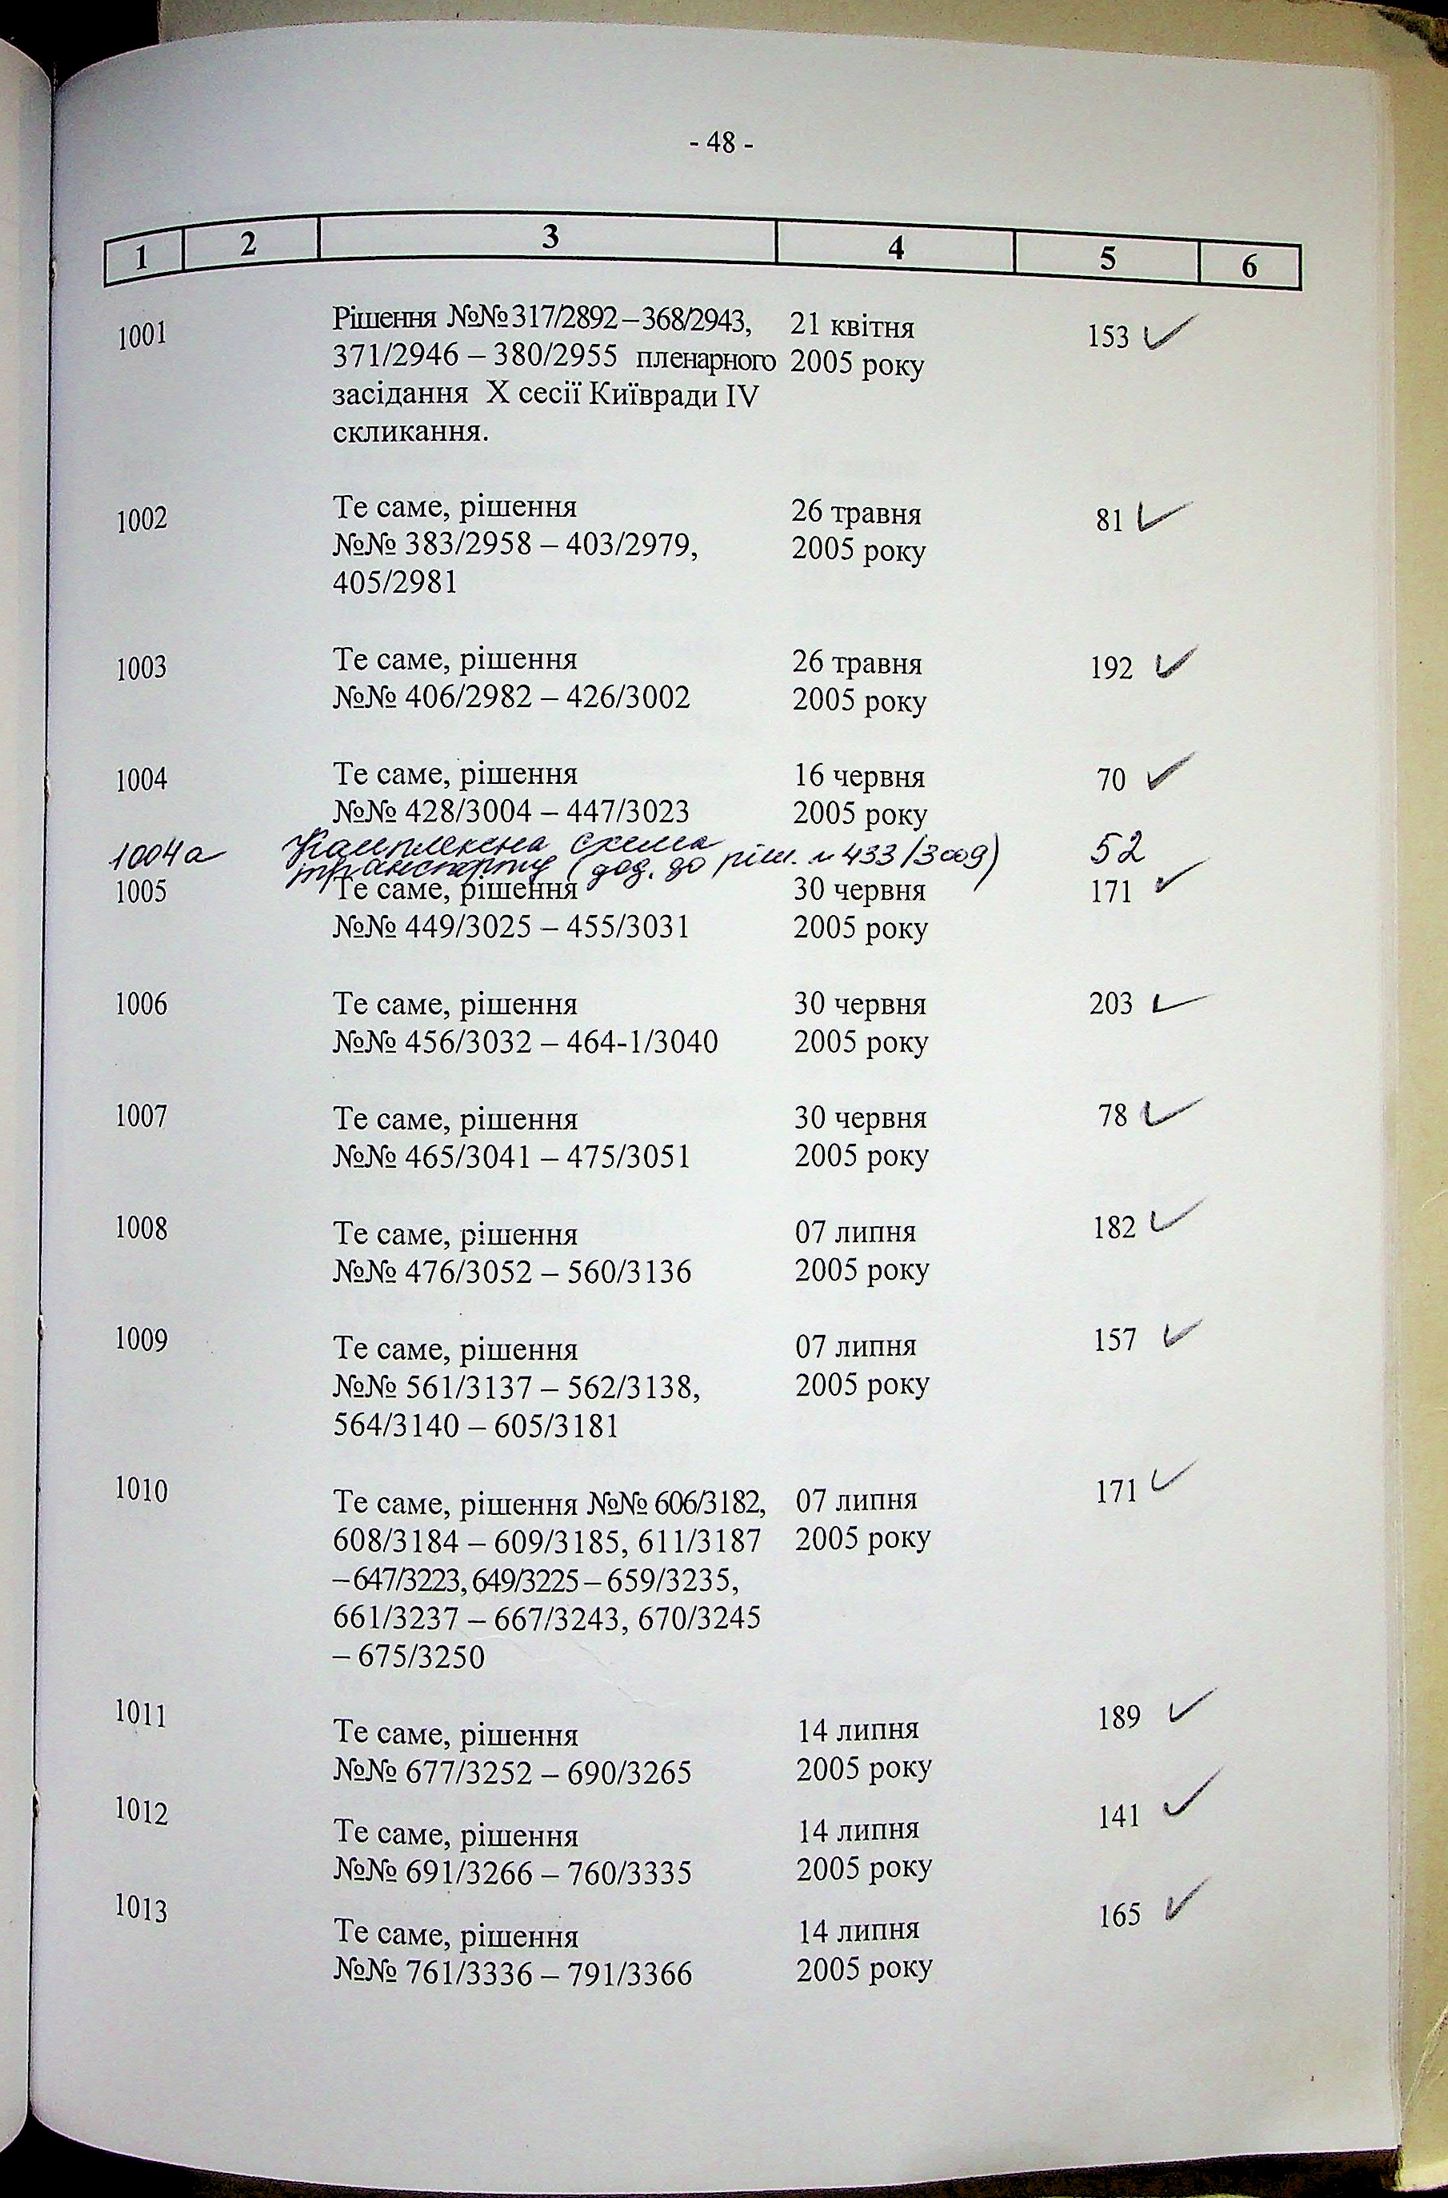 - 48 -
1 2 3 4 5 6
1001 Рішення №№ 317/2892 – 368/2943, 21 квітня 153
371/2946 – 380/2955 пленарного 2005 року
засідання X сесії Київради IV
скликання.
1002 Те саме, рішення 26 травня 81
№№ 383/2958 – 403/2979, 2005 року
405/2981
1003 Те саме, рішення 26 травня 192
№№ 406/2982 – 426/3002 2005 року
1004 Те саме, рішення 16 червня 70
№№ 428/3004 – 447/3023 2005 року
1004а Комплексна схема 52
транспорту (дод. до ріш. № 433/3009)
1005 Те саме, рішення 30 червня 171
№№ 449/3025 – 455/3031 2005 року
1006 Те саме, рішення 30 червня 203
№№ 456/3032 – 464-1/3040 2005 року
1007 Те саме, рішення 30 червня 78
№№ 465/3041 – 475/3051 2005 року
1008 Те саме, рішення 07 липня 182
№№ 476/3052 – 560/3136 2005 року
1009 Те саме, рішення 07 липня 157
№№ 561/3137 – 562/3138, 2005 року
564/3140 – 605/3181
1010 Те саме, рішення №№ 606/3182, 07 липня 171
608/3184 – 609/3185, 611/3187 2005 року
– 647/3223, 649/3225 – 659/3235,
661/3237 – 667/3243, 670/3245
– 675/3250
1011 Те саме, рішення 14 липня 189
№№ 677/3252 – 690/3265 2005 року
1012 Те саме, рішення 14 липня 141
№№ 691/3266 – 760/3335 2005 року
1013 Те саме, рішення 14 липня 165
№№ 761/3336 – 791/3366 2005 року